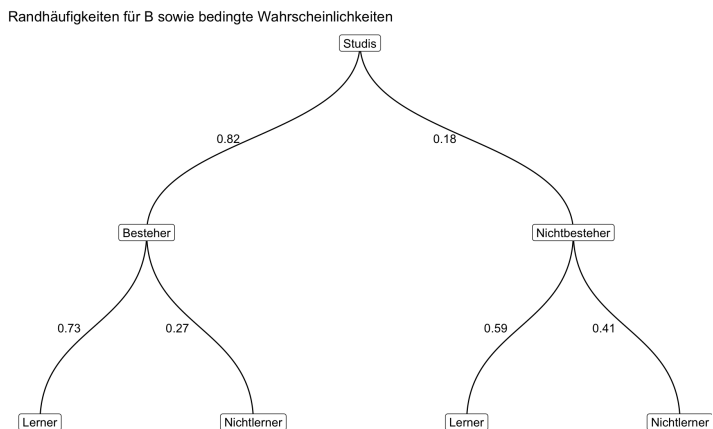 Randhäufigkeiten für B sowie bedingte Wahrscheinlichkeiten
Studis
0.82
0.18
Besteher
Nichtbesteher
0.73
0.27
0.59
0.41
Lerner
Nichtlerner
Lerner
Nichtlerner